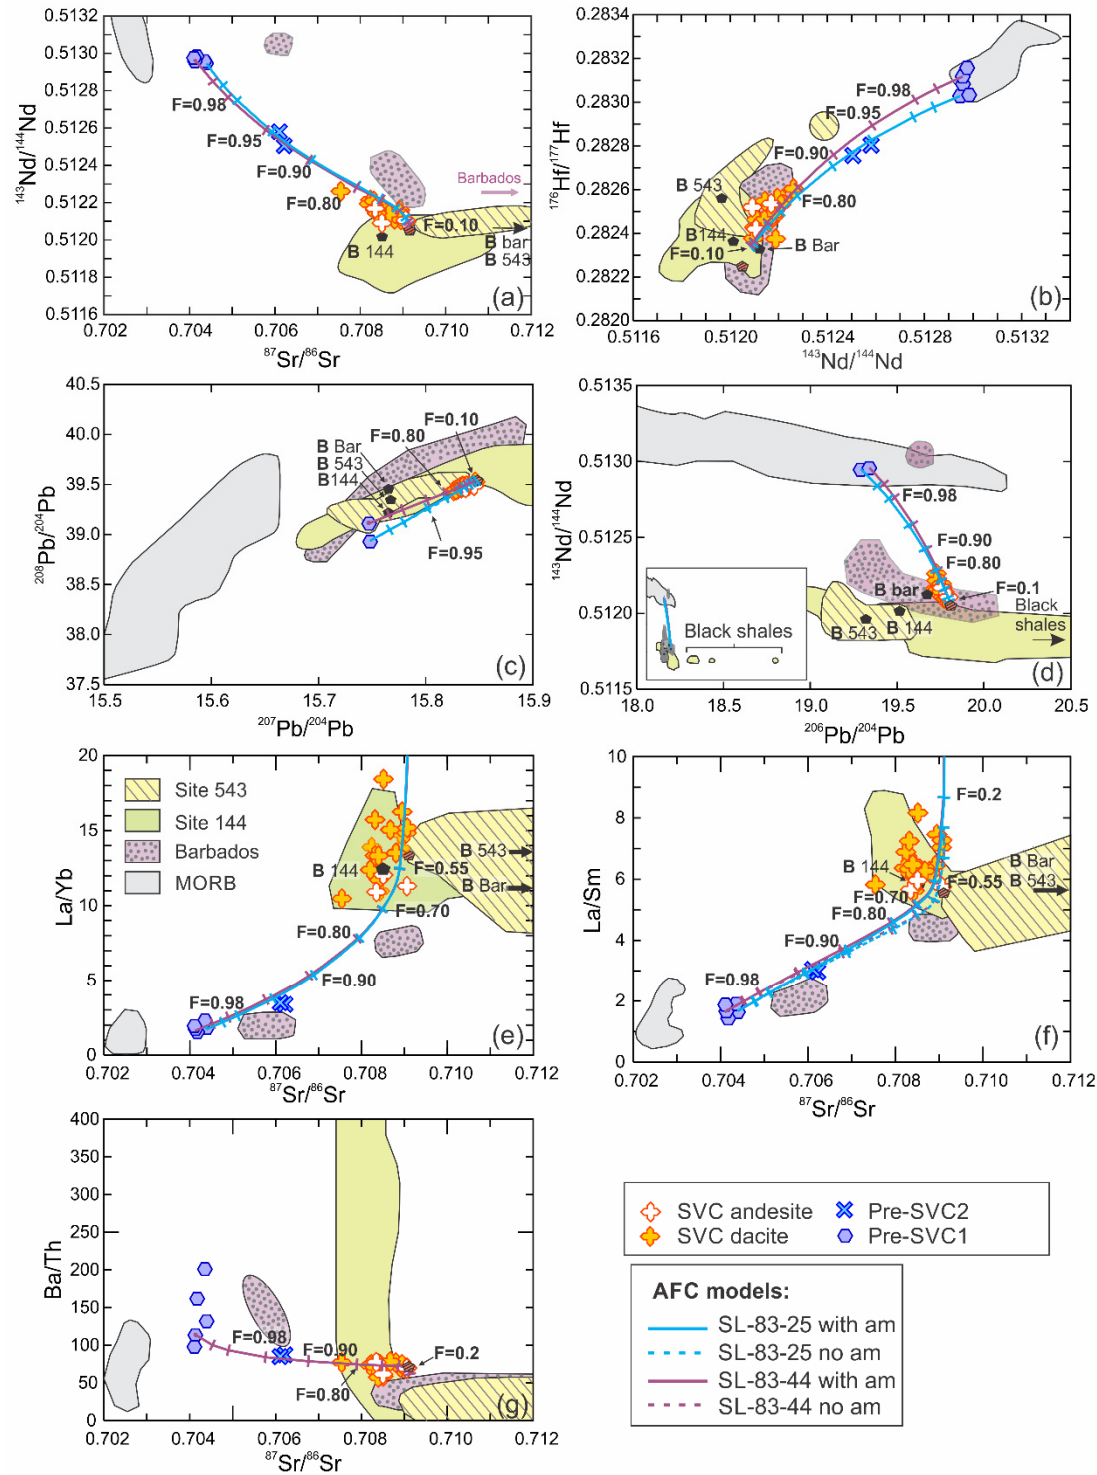 0.5132
0.5130
0.5128
0.5126
0.5124
0.5122
0.5120
0.5118
0.5116
¹⁴³Nd/¹⁴⁴Nd
F=0.98
F=0.95
F=0.90
F=0.80
F=0.10
Barbados
B 144
B bar
B 543
(a)
0.702 0.704 0.706 0.708 0.710 0.712
⁸⁷Sr/⁸⁶Sr
0.2834
0.2832
0.2830
0.2828
0.2826
0.2824
0.2822
0.2820
¹⁷⁶Hf/¹⁷⁷Hf
F=0.98
F=0.95
F=0.90
F=0.80
B 543
B 144
F=0.10
B Bar
(b)
0.5116 0.5120 0.5124 0.5128 0.5132
¹⁴³Nd/¹⁴⁴Nd
40.5
40.0
39.5
39.0
38.5
38.0
37.5
²⁰⁸Pb/²⁰⁴Pb
F=0.10
F=0.80
B Bar
B 543
B 144
F=0.95
(c)
15.5 15.6 15.7 15.8 15.9
²⁰⁷Pb/²⁰⁴Pb
0.5135
0.5130
0.5125
0.5120
0.5115
¹⁴³Nd/¹⁴⁴Nd
F=0.98
F=0.90
F=0.80
F=0.1
B bar
B 543
B 144
Black
shales
Black shales
(d)
18.0 18.5 19.0 19.5 20.0 20.5
²⁰⁶Pb/²⁰⁴Pb
20
15
10
5
0
La/Yb
Site 543
Site 144
Barbados
MORB
B 144
B 543
F=0.55
B Bar
F=0.70
F=0.80
F=0.90
F=0.98
(e)
0.702 0.704 0.706 0.708 0.710 0.712
⁸⁷Sr/⁸⁶Sr
10
8
6
4
2
0
La/Sm
F=0.2
B 144
B Bar
F=0.55
B 543
F=0.70
F=0.80
F=0.90
F=0.98
(f)
0.702 0.704 0.706 0.708 0.710 0.712
⁸⁷Sr/⁸⁶Sr
400
350
300
250
200
150
100
50
0
Ba/Th
F=0.98
F=0.90
F=0.2
F=0.80
(g)
0.702 0.704 0.706 0.708 0.710 0.712
⁸⁷Sr/⁸⁶Sr
SVC andesite
SVC dacite
Pre-SVC2
Pre-SVC1
AFC models:
SL-83-25 with am
SL-83-25 no am
SL-83-44 with am
SL-83-44 no am